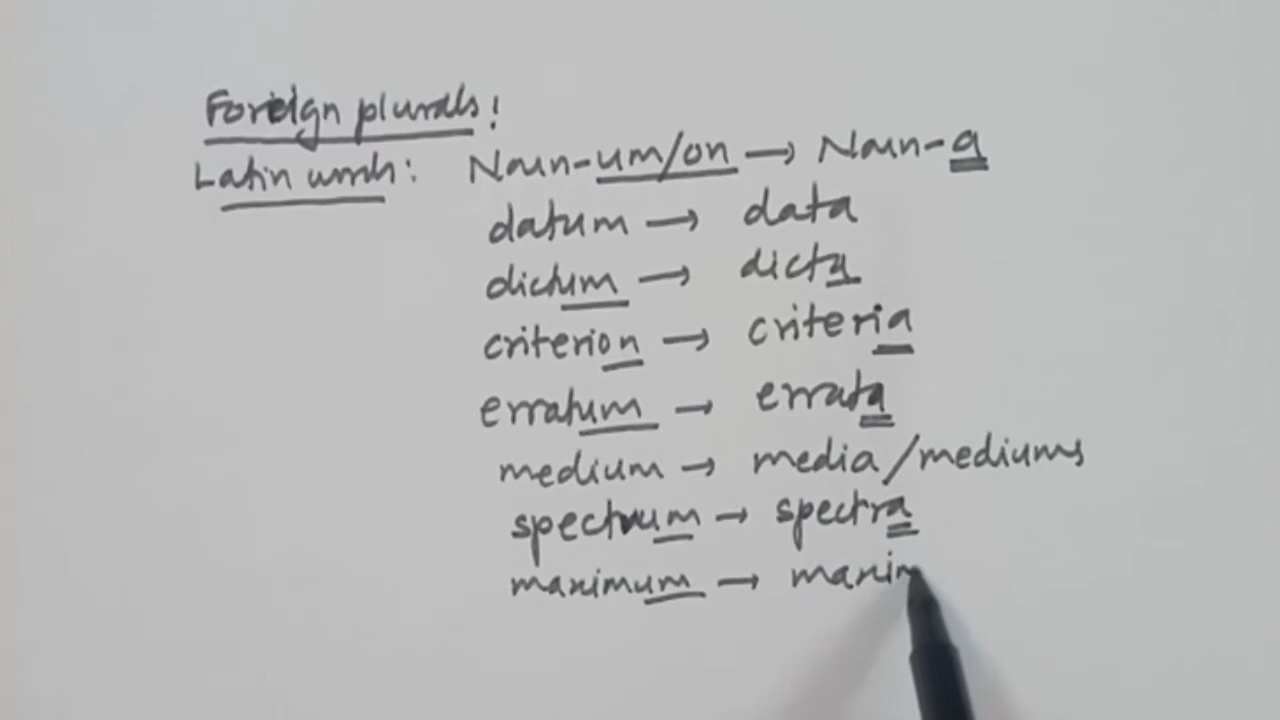 Foreign plurals:
Latin words: Noun-um/on → Noun-a
datum → data
dictum → dicta
criterion → criteria
erratum → errata
medium → media/mediums
spectrum → spectra
maximum → maxim